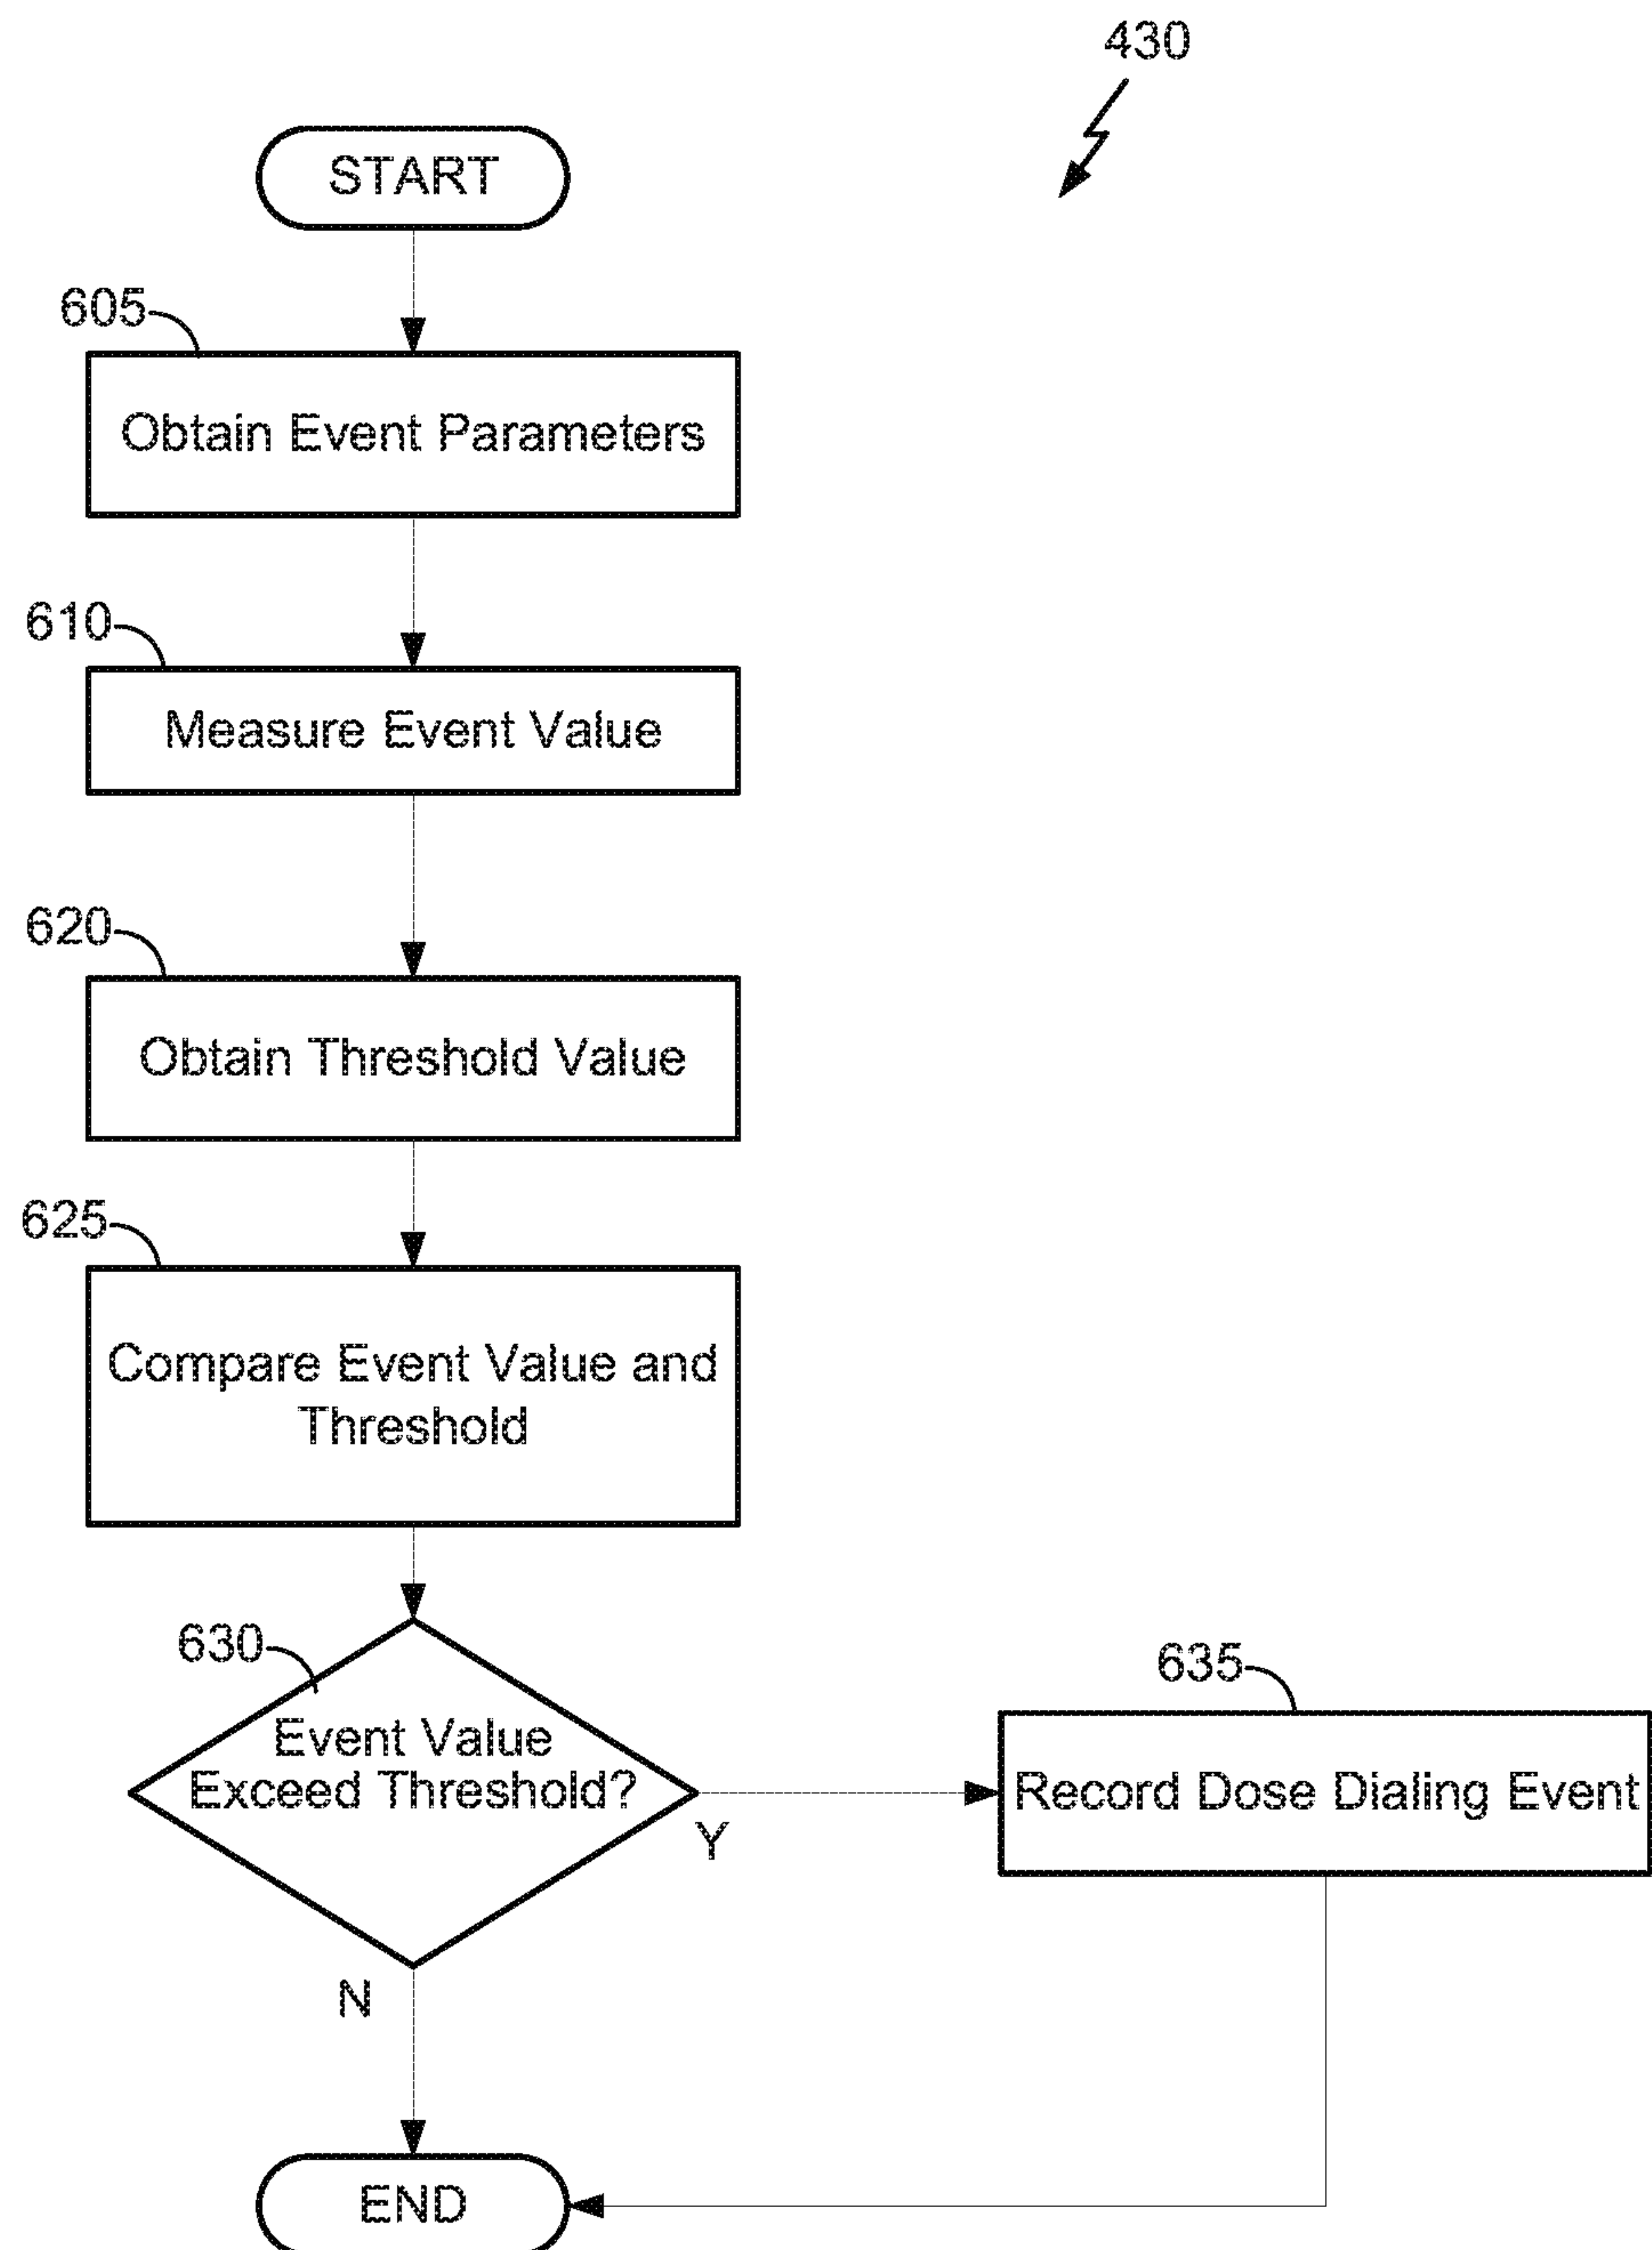 430
START
605
Obtain Event Parameters
610
Measure Event Value
620
Obtain Threshold Value
625
Compare Event Value and
Threshold
630
Event Value
Exceed Threshold?
Y
635
Record Dose Dialing Event
N
END